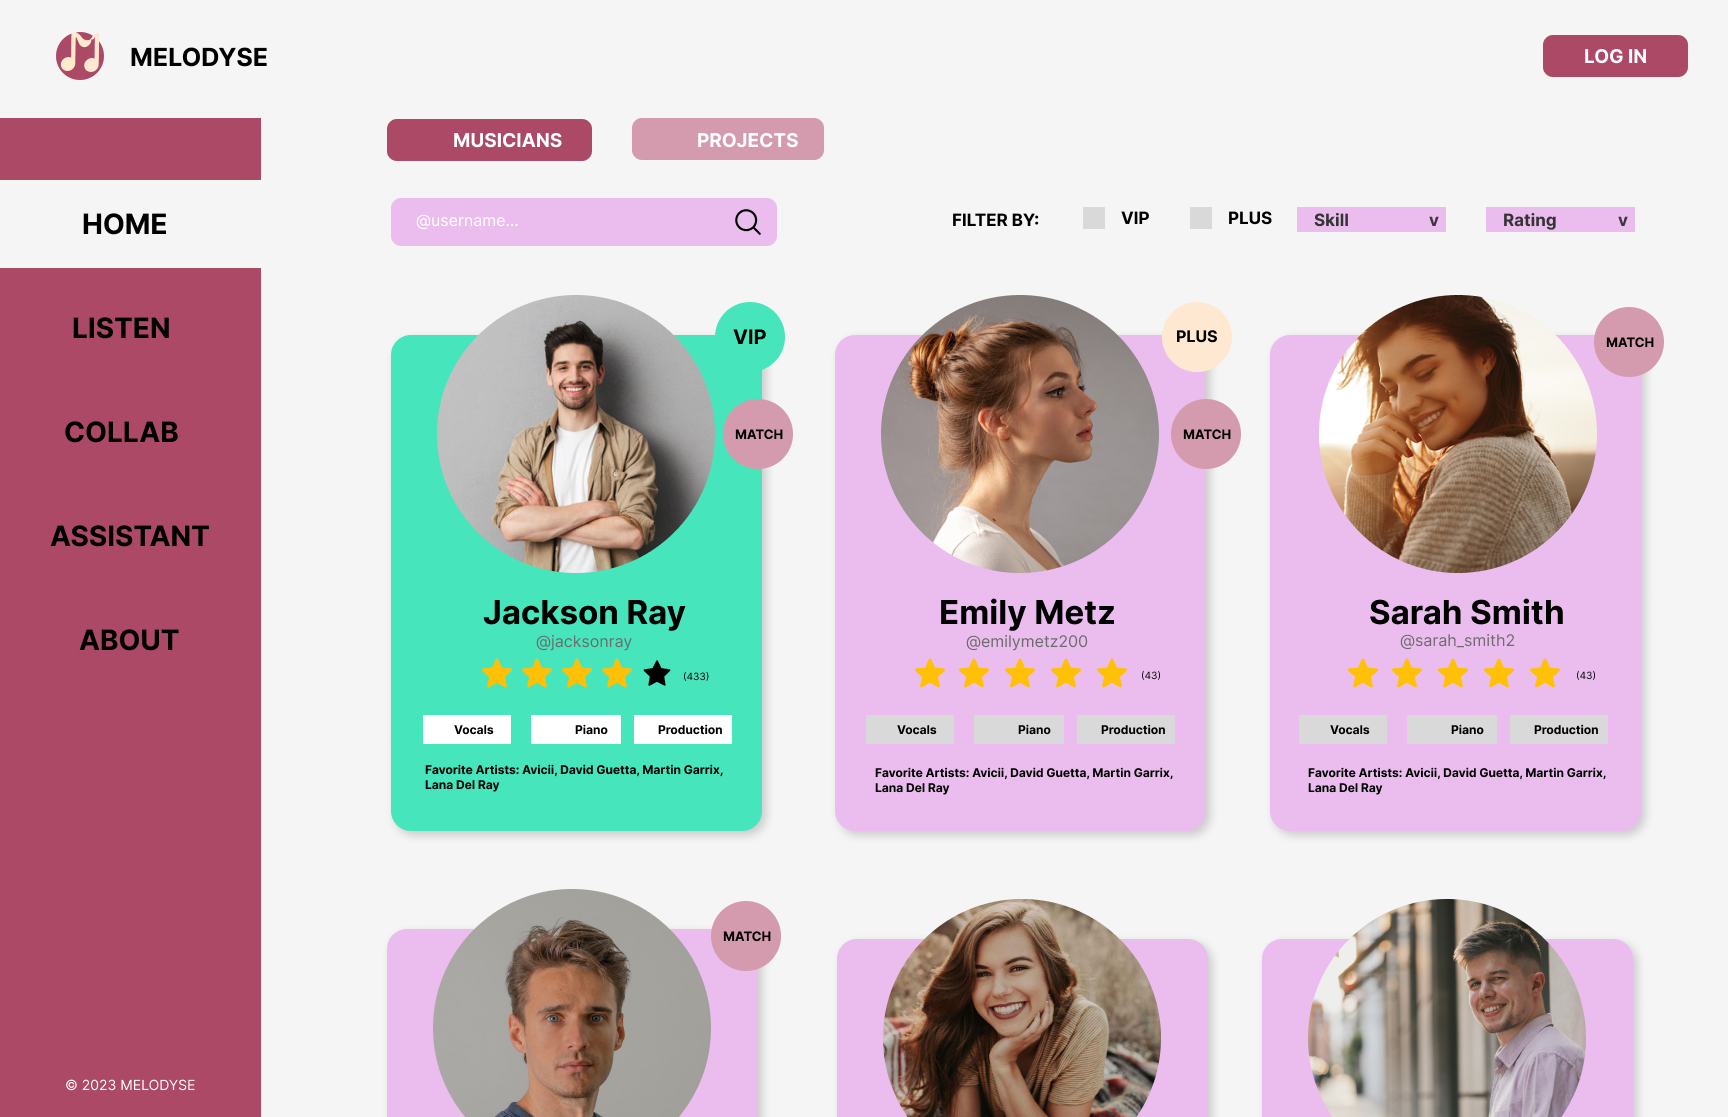 MELODYSE
LOG IN
MUSICIANS
PROJECTS
HOME
LISTEN
COLLAB
ASSISTANT
ABOUT
© 2023 MELODYSE
@username...
FILTER BY:
VIP
PLUS
Skill v
Rating v
VIP
MATCH
Jackson Ray
@jacksonray
(433)
Vocals
Piano
Production
Favorite Artists: Avicii, David Guetta, Martin Garrix,
Lana Del Ray
PLUS
MATCH
Emily Metz
@emilymetz200
(43)
Vocals
Piano
Production
Favorite Artists: Avicii, David Guetta, Martin Garrix,
Lana Del Ray
MATCH
Sarah Smith
@sarah_smith2
(43)
Vocals
Piano
Production
Favorite Artists: Avicii, David Guetta, Martin Garrix,
Lana Del Ray
MATCH